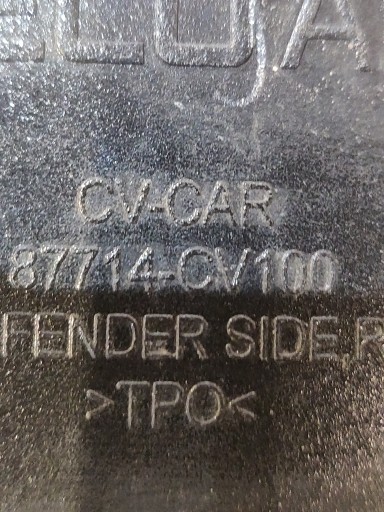 CV-CAR
87714-CV100
FENDER SIDE,
>TPO<